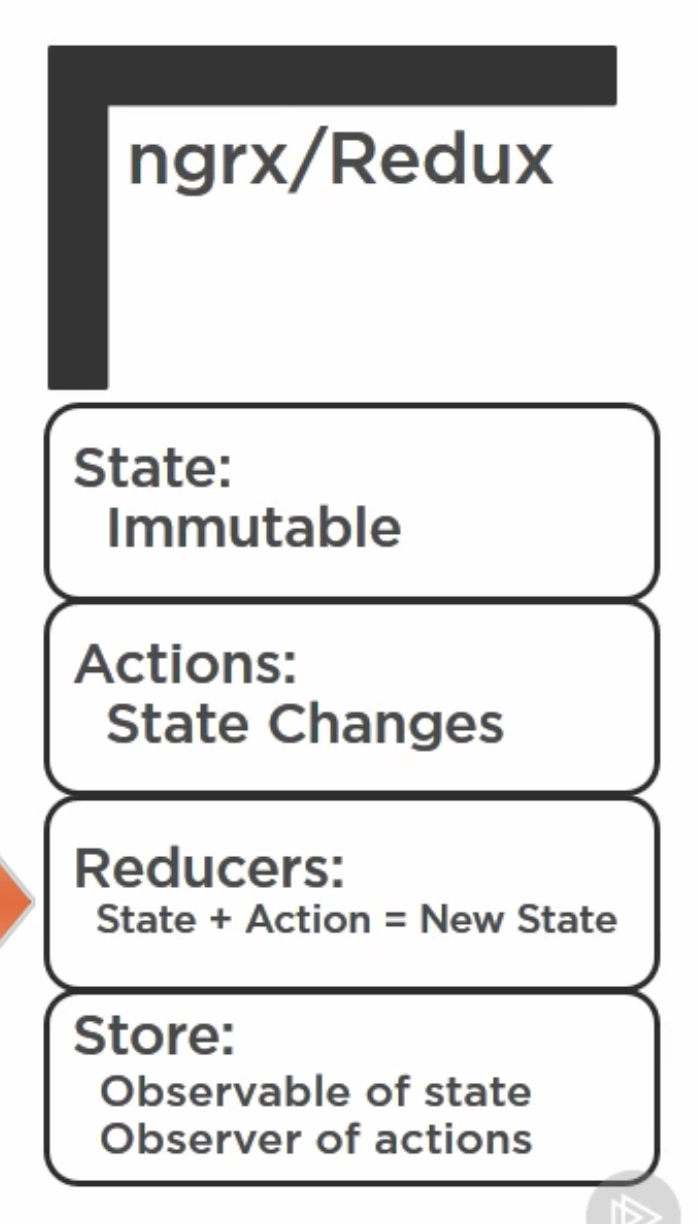 ngrx/Redux
State:
Immutable
Actions:
State Changes
Reducers:
State + Action = New State
Store:
Observable of state
Observer of actions